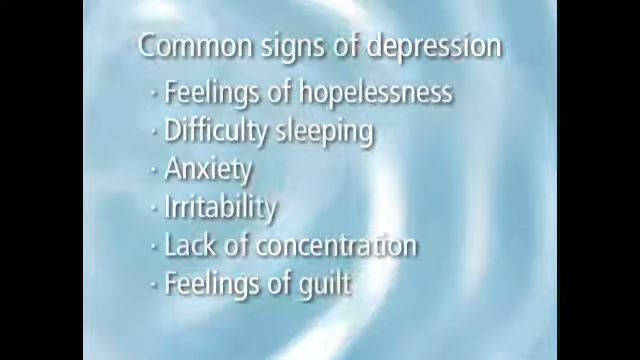 Common signs of depression
· Feelings of hopelessness
· Difficulty sleeping
· Anxiety
· Irritability
· Lack of concentration
· Feelings of guilt